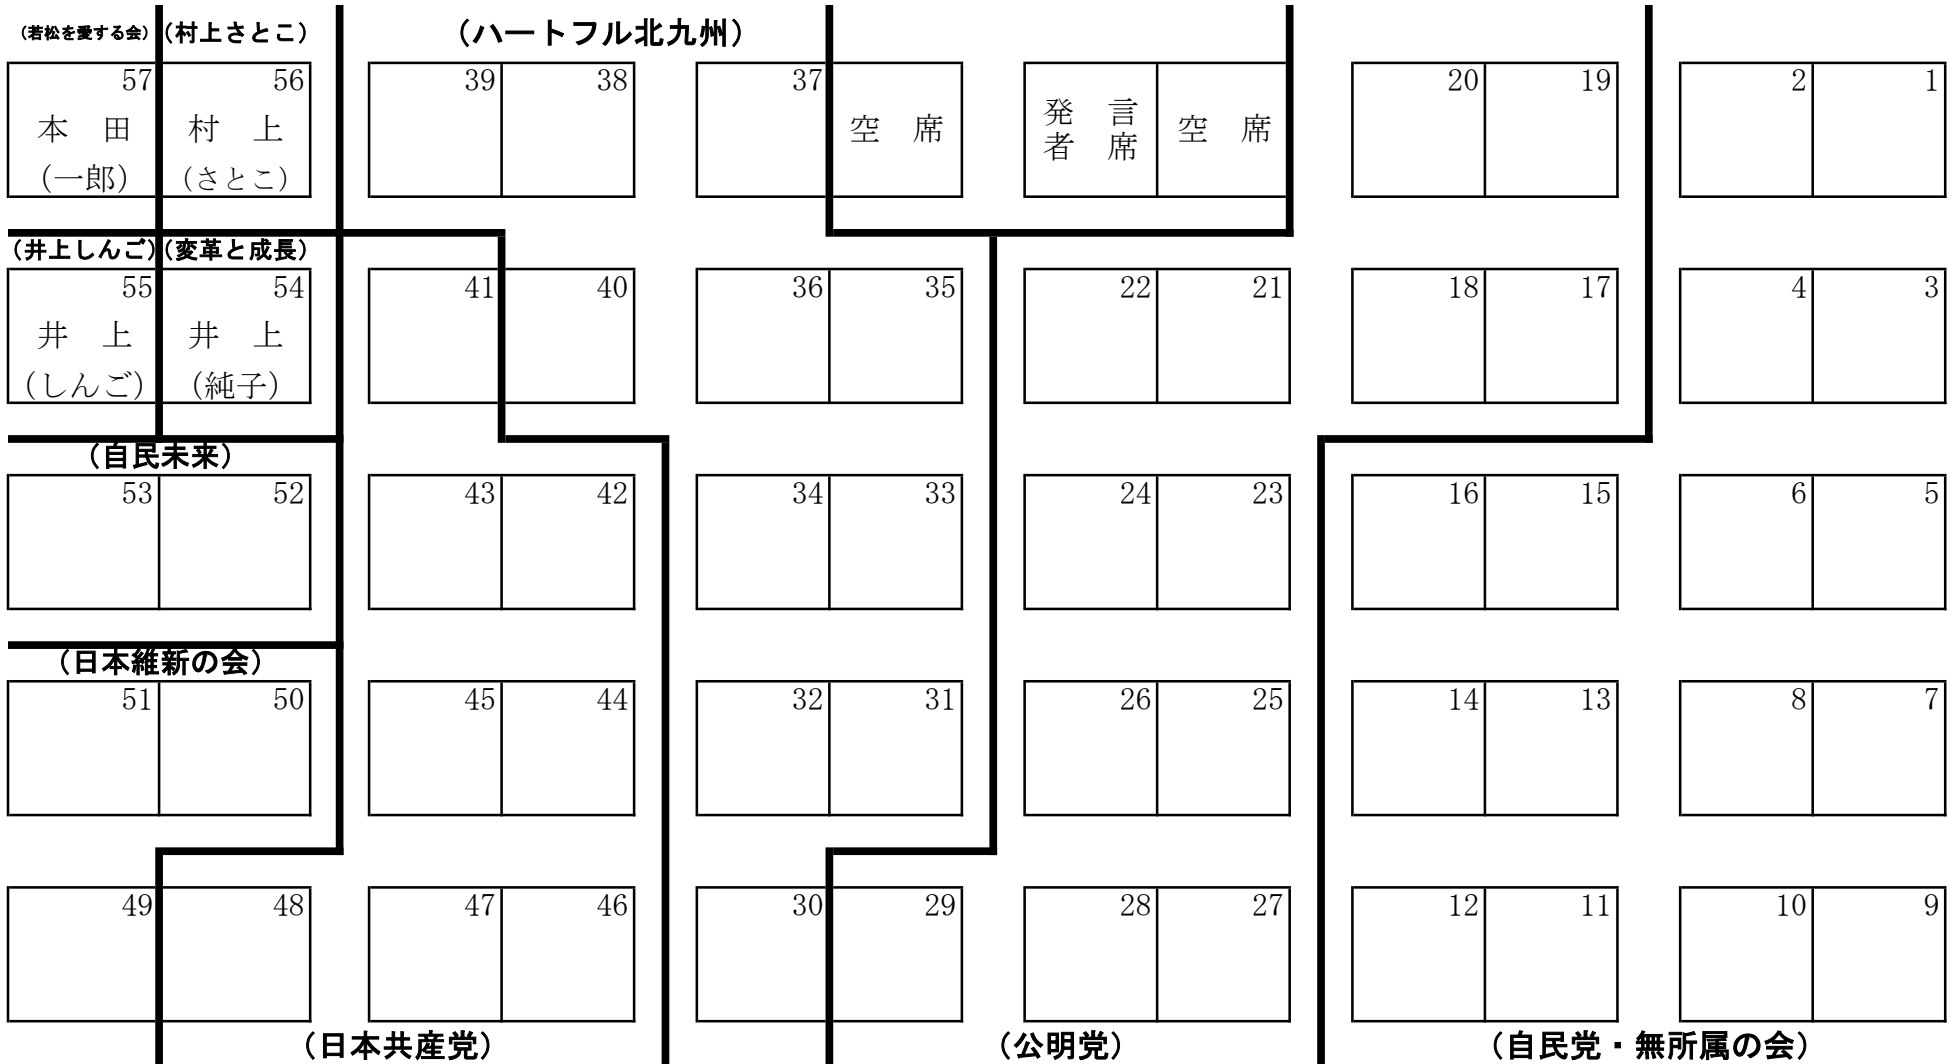 （若松を愛する会）（村上さとこ） （ハートフル北九州）
57 56 39 38 37 20 19 2 1
本　田 村　上 空　席 発　言 空　席
者　席
（一郎） （さとこ）
（井上しんご）（変革と成長）
55 54 41 40 36 35 22 21 18 17 4 3
井　上 井　上
（しんご） （純子）
（自民未来）
53 52 43 42 34 33 24 23 16 15 6 5
（日本維新の会）
51 50 45 44 32 31 26 25 14 13 8 7
49 48 47 46 30 29 28 27 12 11 10 9
（日本共産党） （公明党） （自民党・無所属の会）